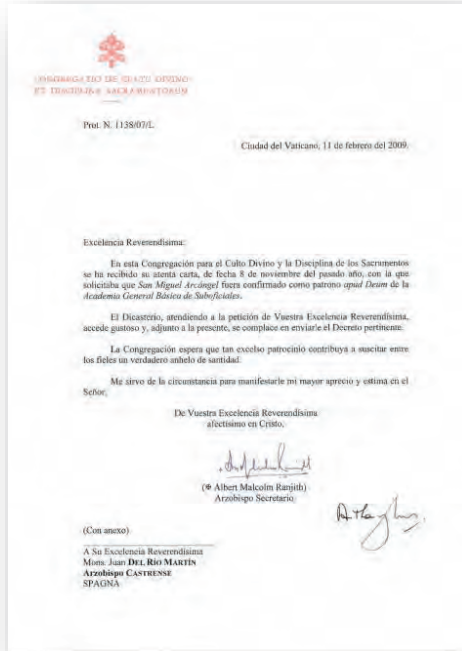 CONGREGATIO DE CULTU DIVINO
ET DISCIPLINA SACRAMENTORUM
Prot. N. 1138/07/L
Ciudad del Vaticano, 11 de febrero del 2009.
Excelencia Reverendísima:
En esta Congregación para el Culto Divino y la Disciplina de los Sacramentos
se ha recibido su atenta carta, de fecha 8 de noviembre del pasado año, con la que
solicitaba que San Miguel Arcángel fuera confirmado como patrono apud Deum de la
Academia General Básica de Suboficiales.
El Dicasterio, atendiendo a la petición de Vuestra Excelencia Reverendísima,
accede gustoso y, adjunto a la presente, se complace en enviarle el Decreto pertinente.
La Congregación espera que tan excelso patrocinio contribuya a suscitar entre
los fieles un verdadero anhelo de santidad.
Me sirvo de la circunstancia para manifestarle mi mayor aprecio y estima en el
Señor,
De Vuestra Excelencia Reverendísima
afectísimo en Cristo,
(✠ Albert Malcolm Ranjith)
Arzobispo Secretario
(Con anexo)
A Su Excelencia Reverendísima
Mons. Juan DEL RÍO MARTÍN
Arzobispo CASTRENSE
SPAGNA